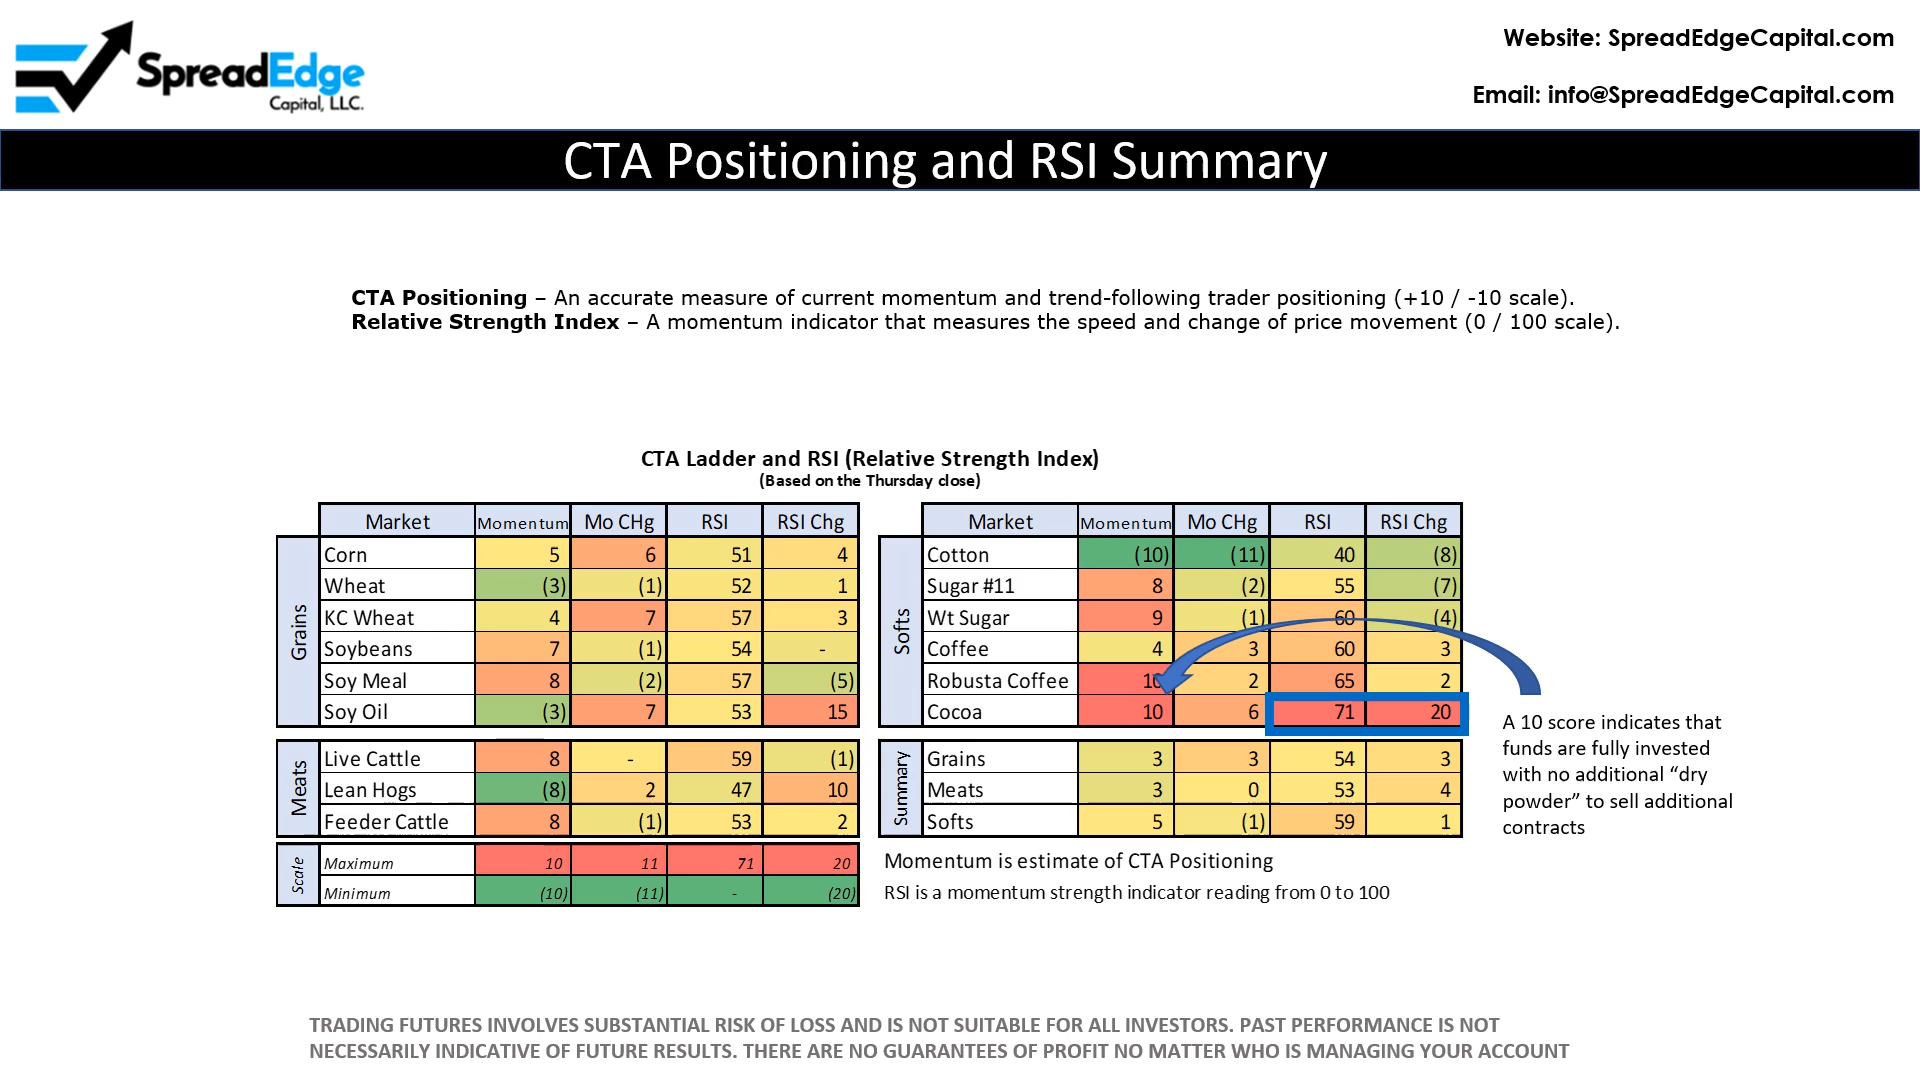 SpreadEdge
Capital, LLC.
Website: SpreadEdgeCapital.com
Email: info@SpreadEdgeCapital.com
CTA Positioning and RSI Summary
CTA Positioning – An accurate measure of current momentum and trend-following trader positioning (+10 / -10 scale).
Relative Strength Index – A momentum indicator that measures the speed and change of price movement (0 / 100 scale).
CTA Ladder and RSI (Relative Strength Index)
(Based on the Thursday close)
Market Momentum Mo CHg RSI RSI Chg
Grains
Corn 5 6 51 4
Wheat (3) (1) 52 1
KC Wheat 4 7 57 3
Soybeans 7 (1) 54 -
Soy Meal 8 (2) 57 (5)
Soy Oil (3) 7 53 15
Meats
Live Cattle 8 - 59 (1)
Lean Hogs (8) 2 47 10
Feeder Cattle 8 (1) 53 2
Scale
Maximum 10 11 71 20
Minimum (10) (11) - (20)
Market Momentum Mo CHg RSI RSI Chg
Softs
Cotton (10) (11) 40 (8)
Sugar #11 8 (2) 55 (7)
Wt Sugar 9 (1) 60 (4)
Coffee 4 3 60 3
Robusta Coffee 10 2 65 2
Cocoa 10 6 71 20
Summary
Grains 3 3 54 3
Meats 3 0 53 4
Softs 5 (1) 59 1
Momentum is estimate of CTA Positioning
RSI is a momentum strength indicator reading from 0 to 100
A 10 score indicates that
funds are fully invested
with no additional “dry
powder” to sell additional
contracts
TRADING FUTURES INVOLVES SUBSTANTIAL RISK OF LOSS AND IS NOT SUITABLE FOR ALL INVESTORS. PAST PERFORMANCE IS NOT
NECESSARILY INDICATIVE OF FUTURE RESULTS. THERE ARE NO GUARANTEES OF PROFIT NO MATTER WHO IS MANAGING YOUR ACCOUNT